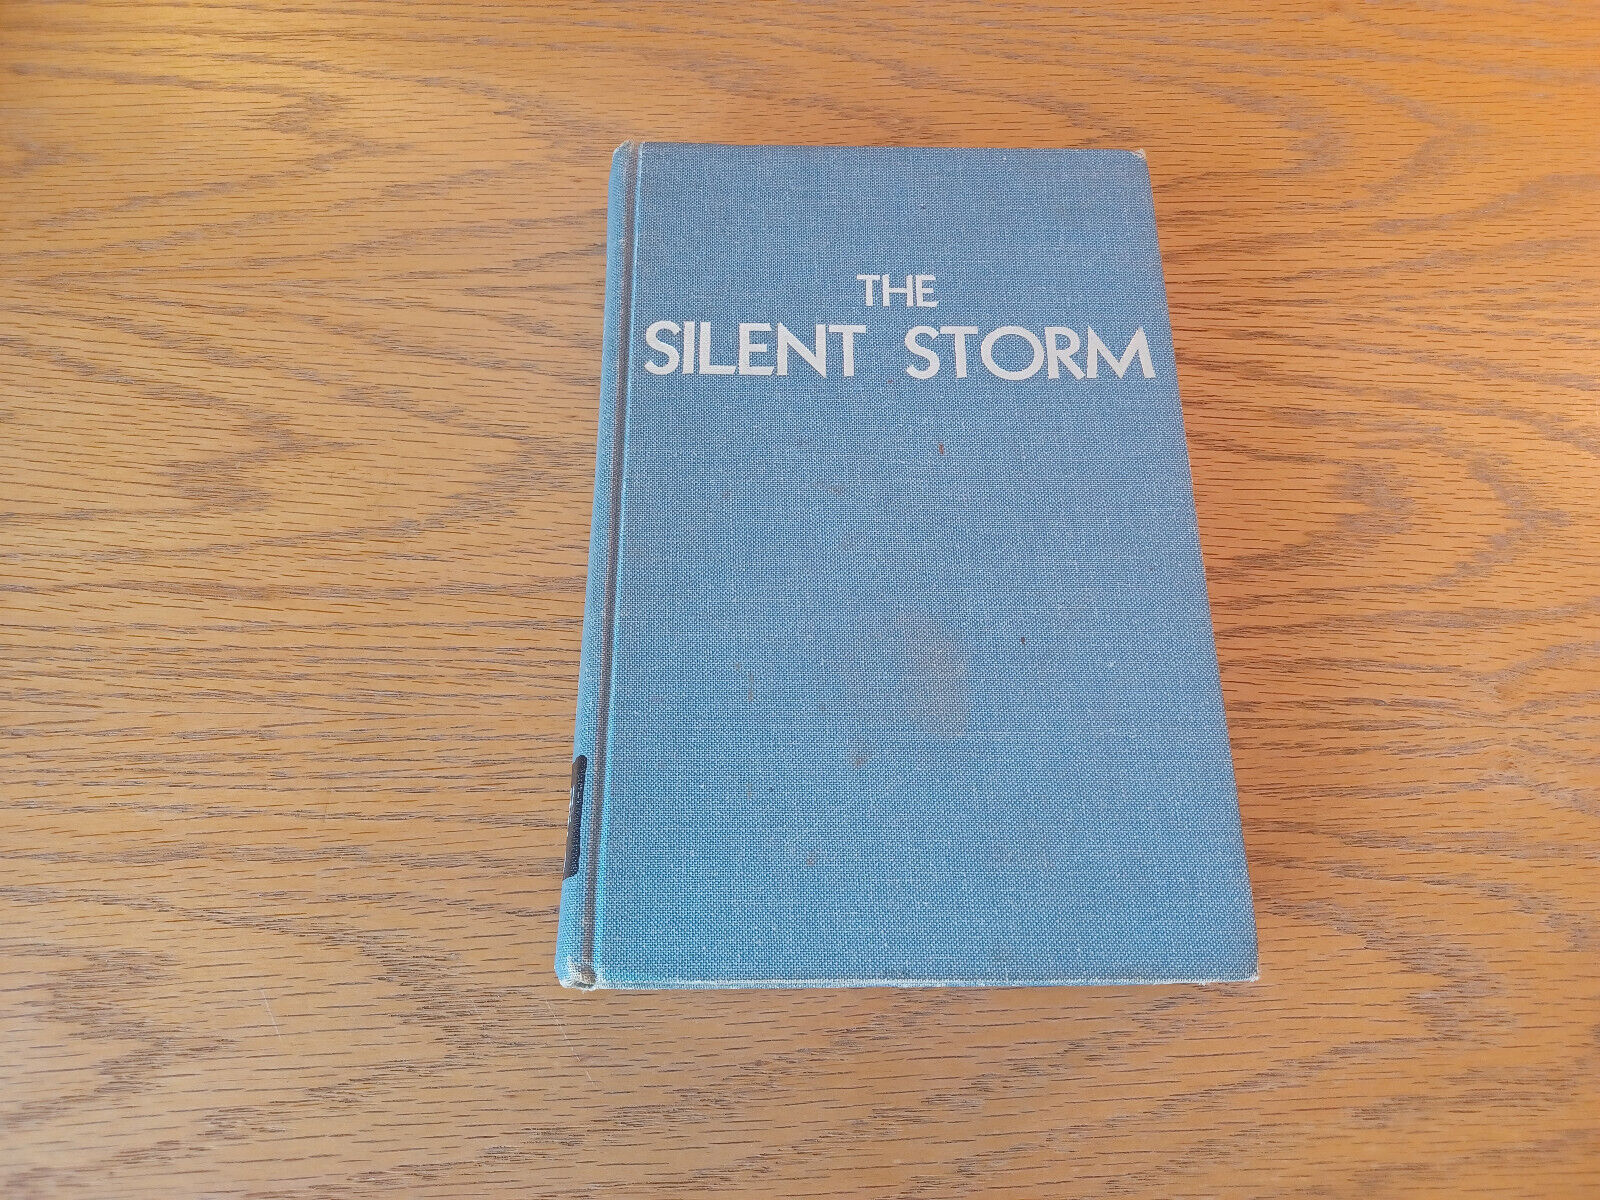 THE
SILENT STORM